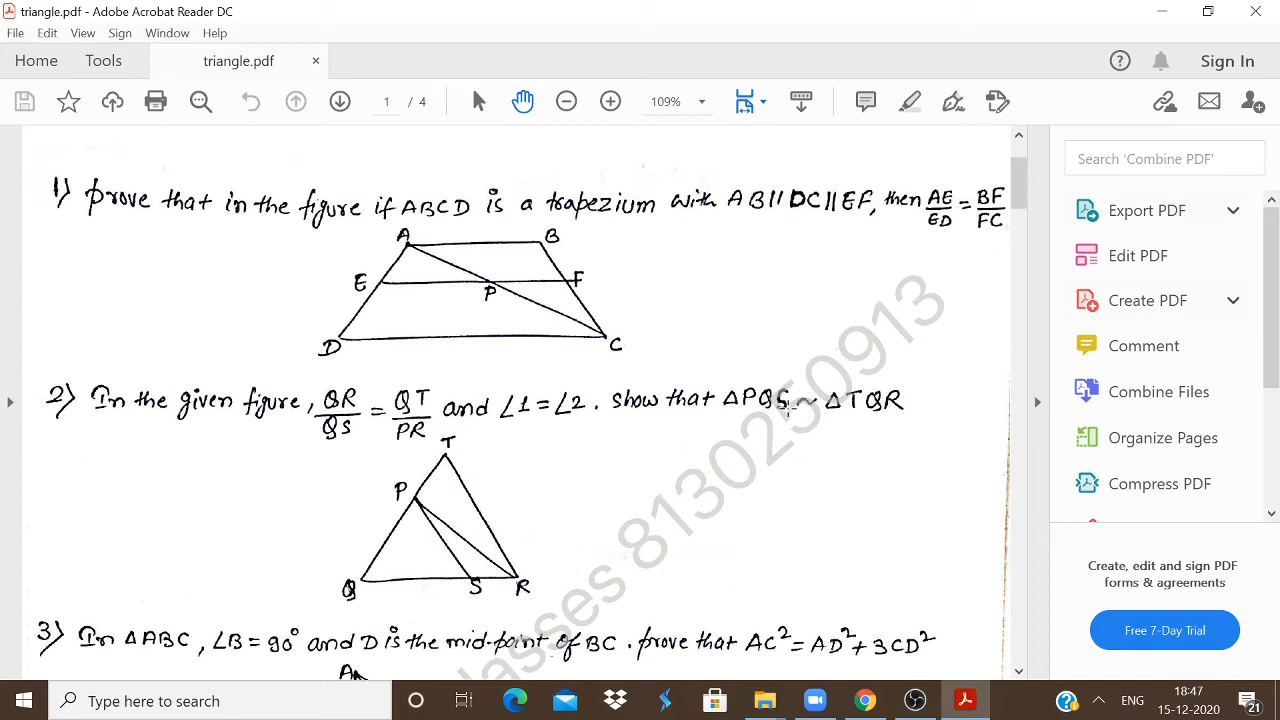 triangle.pdf - Adobe Acrobat Reader DC
File Edit View Sign Window Help
Home Tools triangle.pdf × Sign In
1 / 4 109%
Search 'Combine PDF'
Export PDF
Edit PDF
Create PDF
Comment
Combine Files
Organize Pages
Compress PDF
Create, edit and sign PDF
forms & agreements
Free 7-Day Trial
1) Prove that in the figure if ABCD is a trapezium with AB∥DC∥EF, then AE/ED = BF/FC
A B
E P F
D C
2) In the given figure, QR/QS = QT/PR and ∠1 = ∠2. Show that ΔPQS ~ ΔTQR
T
P
Q S R
3) In ΔABC, ∠B = 90° and D is the mid-point of BC. Prove that AC² = AD² + 3CD²
A
asses 8130250913
Type here to search
ENG 18:47
15-12-2020
21